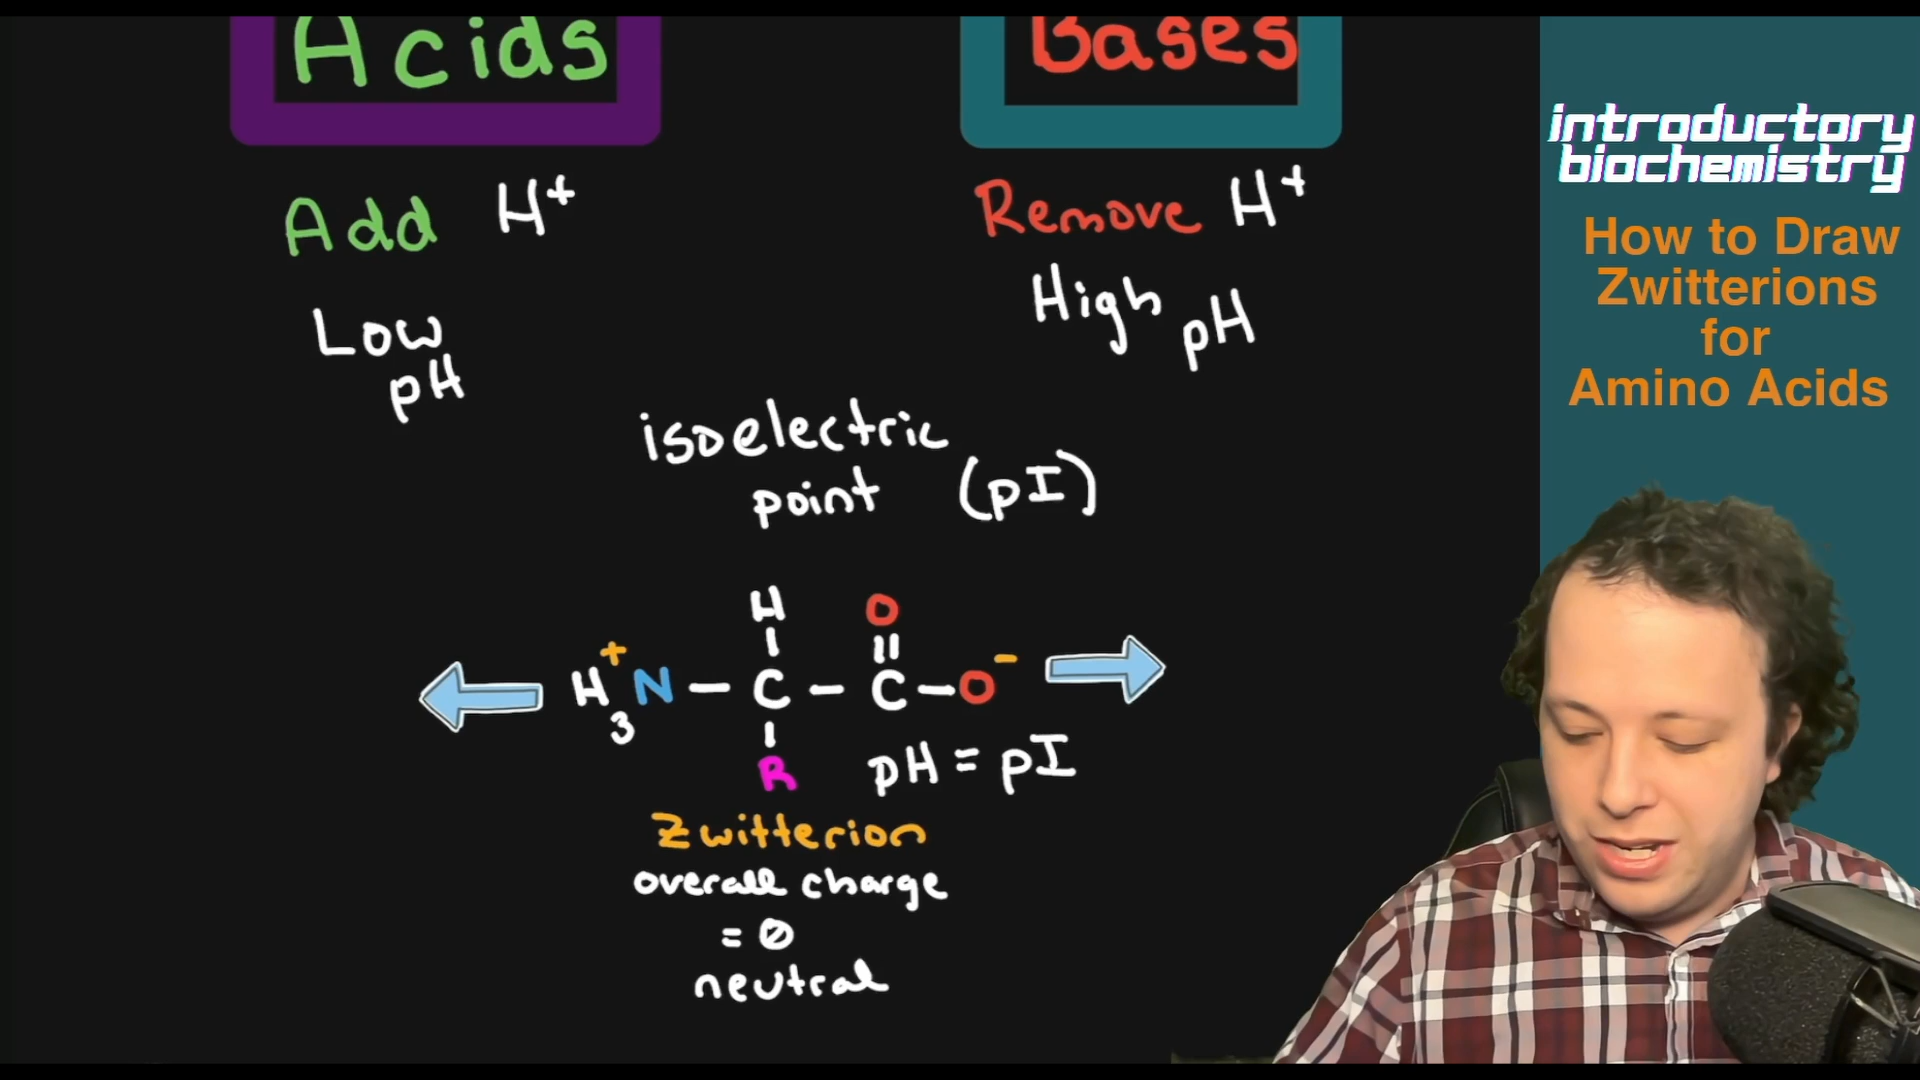 Acids
Bases
Add H⁺
Remove H⁺
Low
pH
High
pH
isoelectric
point (pI)
H O
H₃⁺N – C – C – O⁻
R
pH = pI
Zwitterion
overall charge
= 0
neutral
introductory
biochemistry
How to Draw
Zwitterions
for
Amino Acids